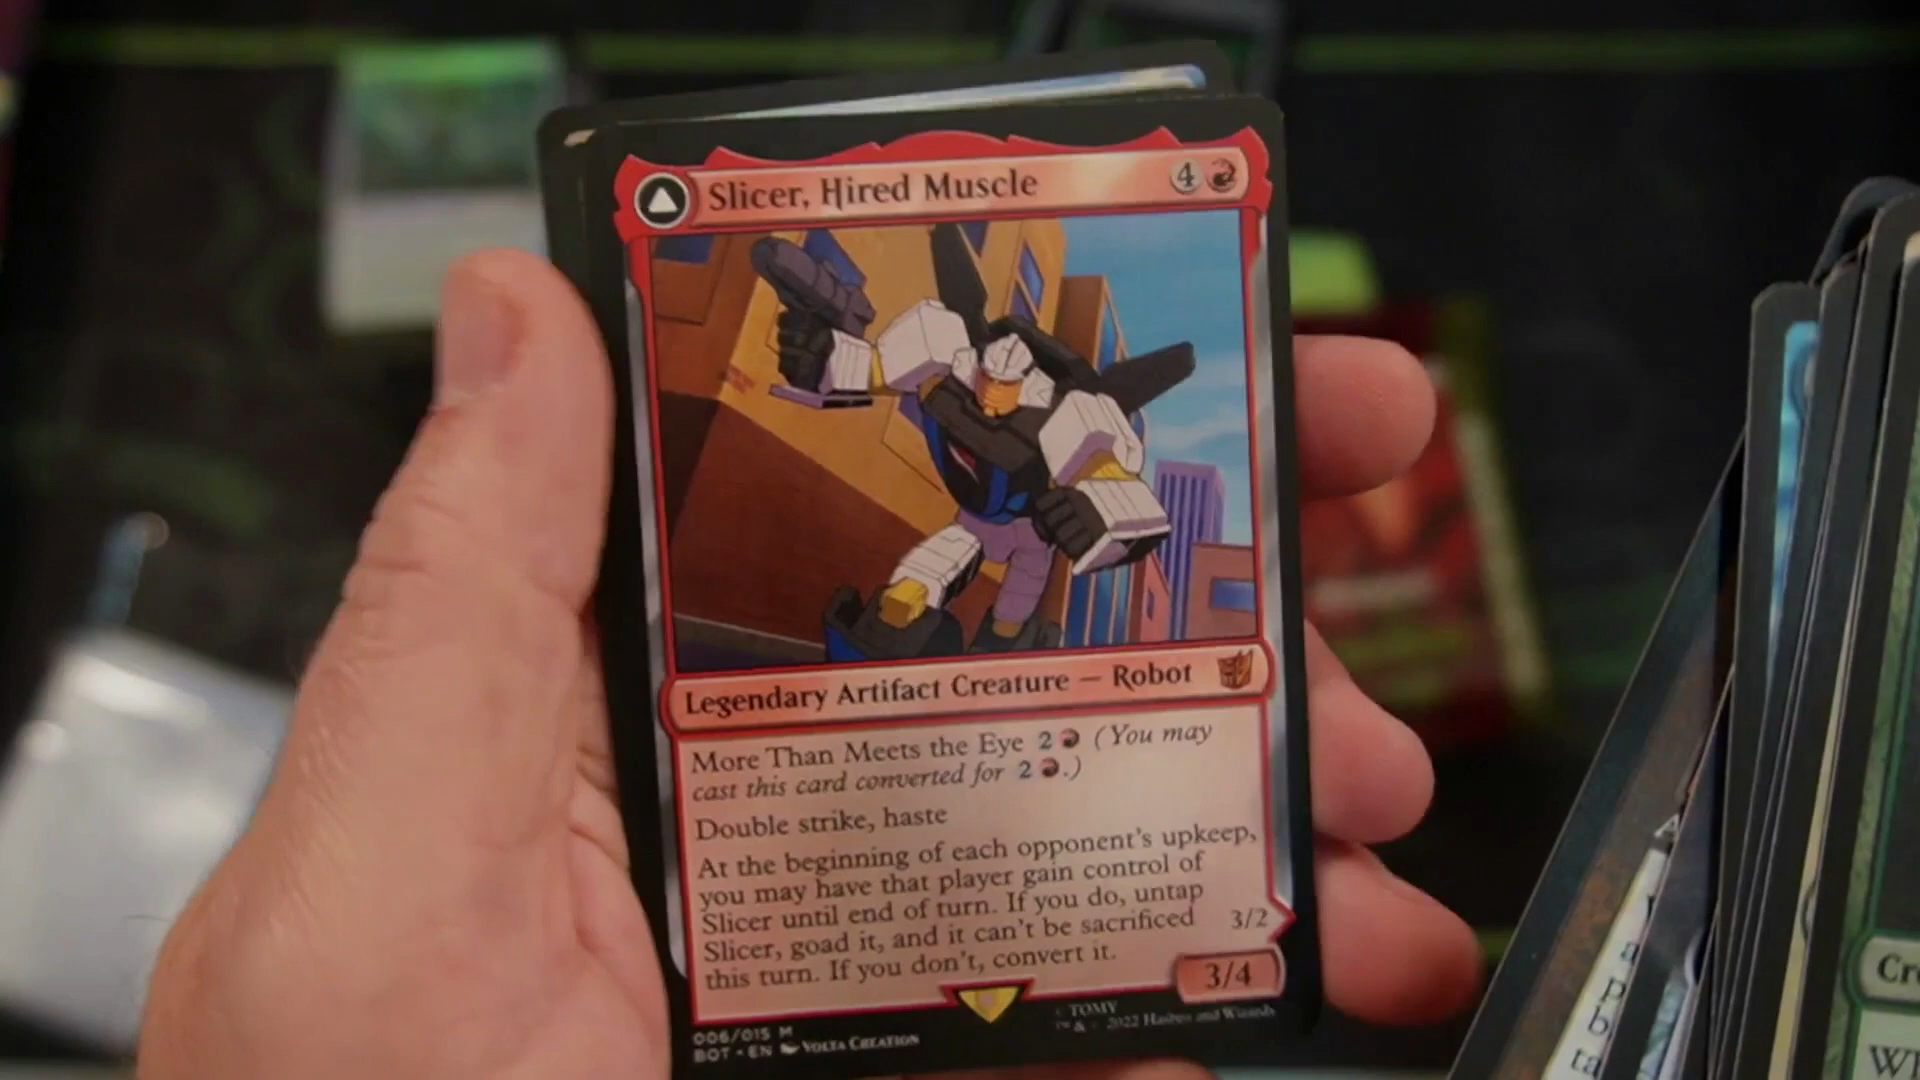 Slicer, Hired Muscle 4
Legendary Artifact Creature — Robot
More Than Meets the Eye 2 (You may
cast this card converted for 2 .)
Double strike, haste
At the beginning of each opponent's upkeep,
you may have that player gain control of
Slicer until end of turn. If you do, untap
Slicer, goad it, and it can't be sacrificed 3/2
this turn. If you don't, convert it.
3/4
006/015 M
BOT • EN VOLTA CREATION
TOMY
™ & 2022 Hasbro and Wizards